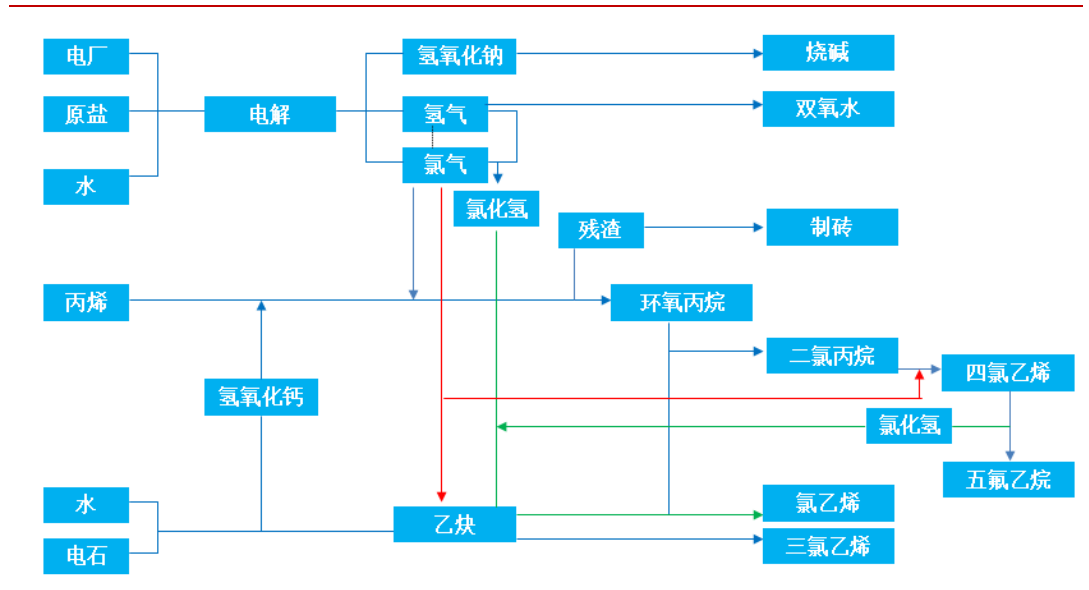 电厂
氢氧化钠
烧碱
原盐
电解
氢气
双氧水
水
氯气
氯化氢
残渣
制砖
丙烯
环氧丙烷
二氯丙烷
四氯乙烯
氢氧化钙
氯化氢
五氟乙烷
水
乙炔
氯乙烯
电石
三氯乙烯